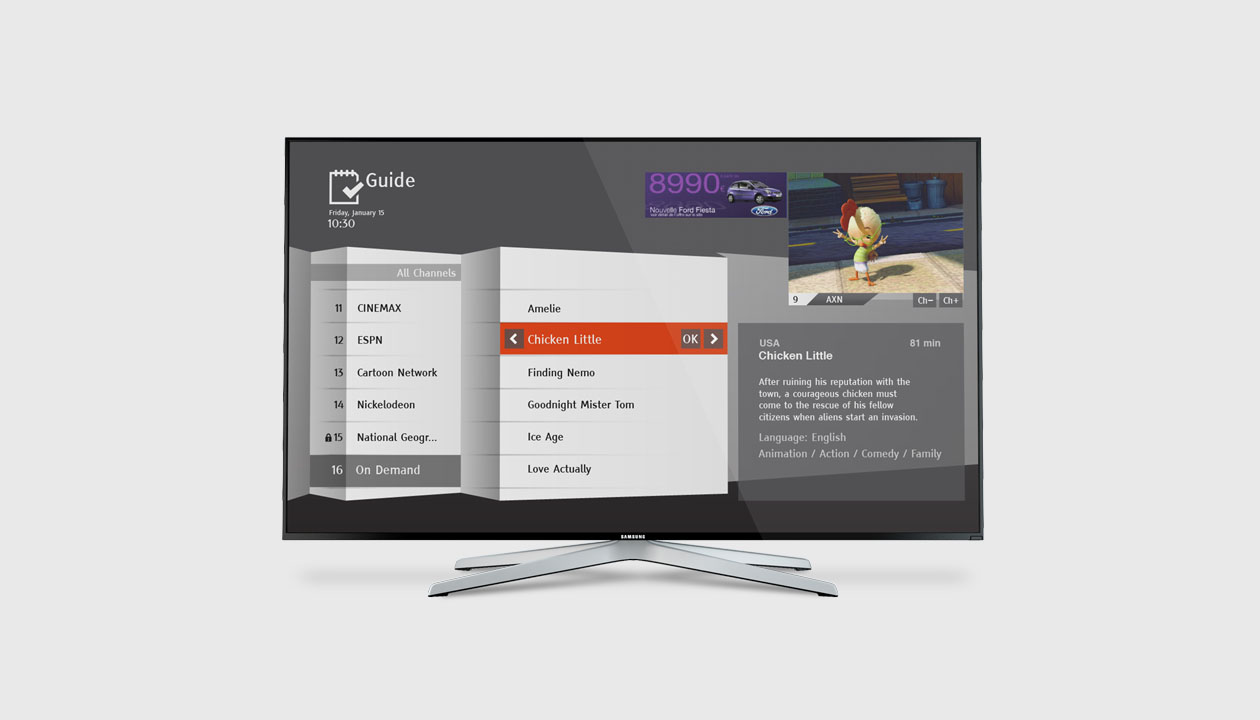 Guide
Friday, January 15
10:30
8990€
Nouvelle Ford Fiesta
Ford
9 AXN Ch− Ch+
All Channels
11 CINEMAX
12 ESPN
13 Cartoon Network
14 Nickelodeon
15 National Geogr...
16 On Demand
Amelie
Chicken Little OK
Finding Nemo
Goodnight Mister Tom
Ice Age
Love Actually
USA 81 min
Chicken Little
After ruining his reputation with the
town, a courageous chicken must
come to the rescue of his fellow
citizens when aliens start an invasion.
Language: English
Animation / Action / Comedy / Family
SAMSUNG